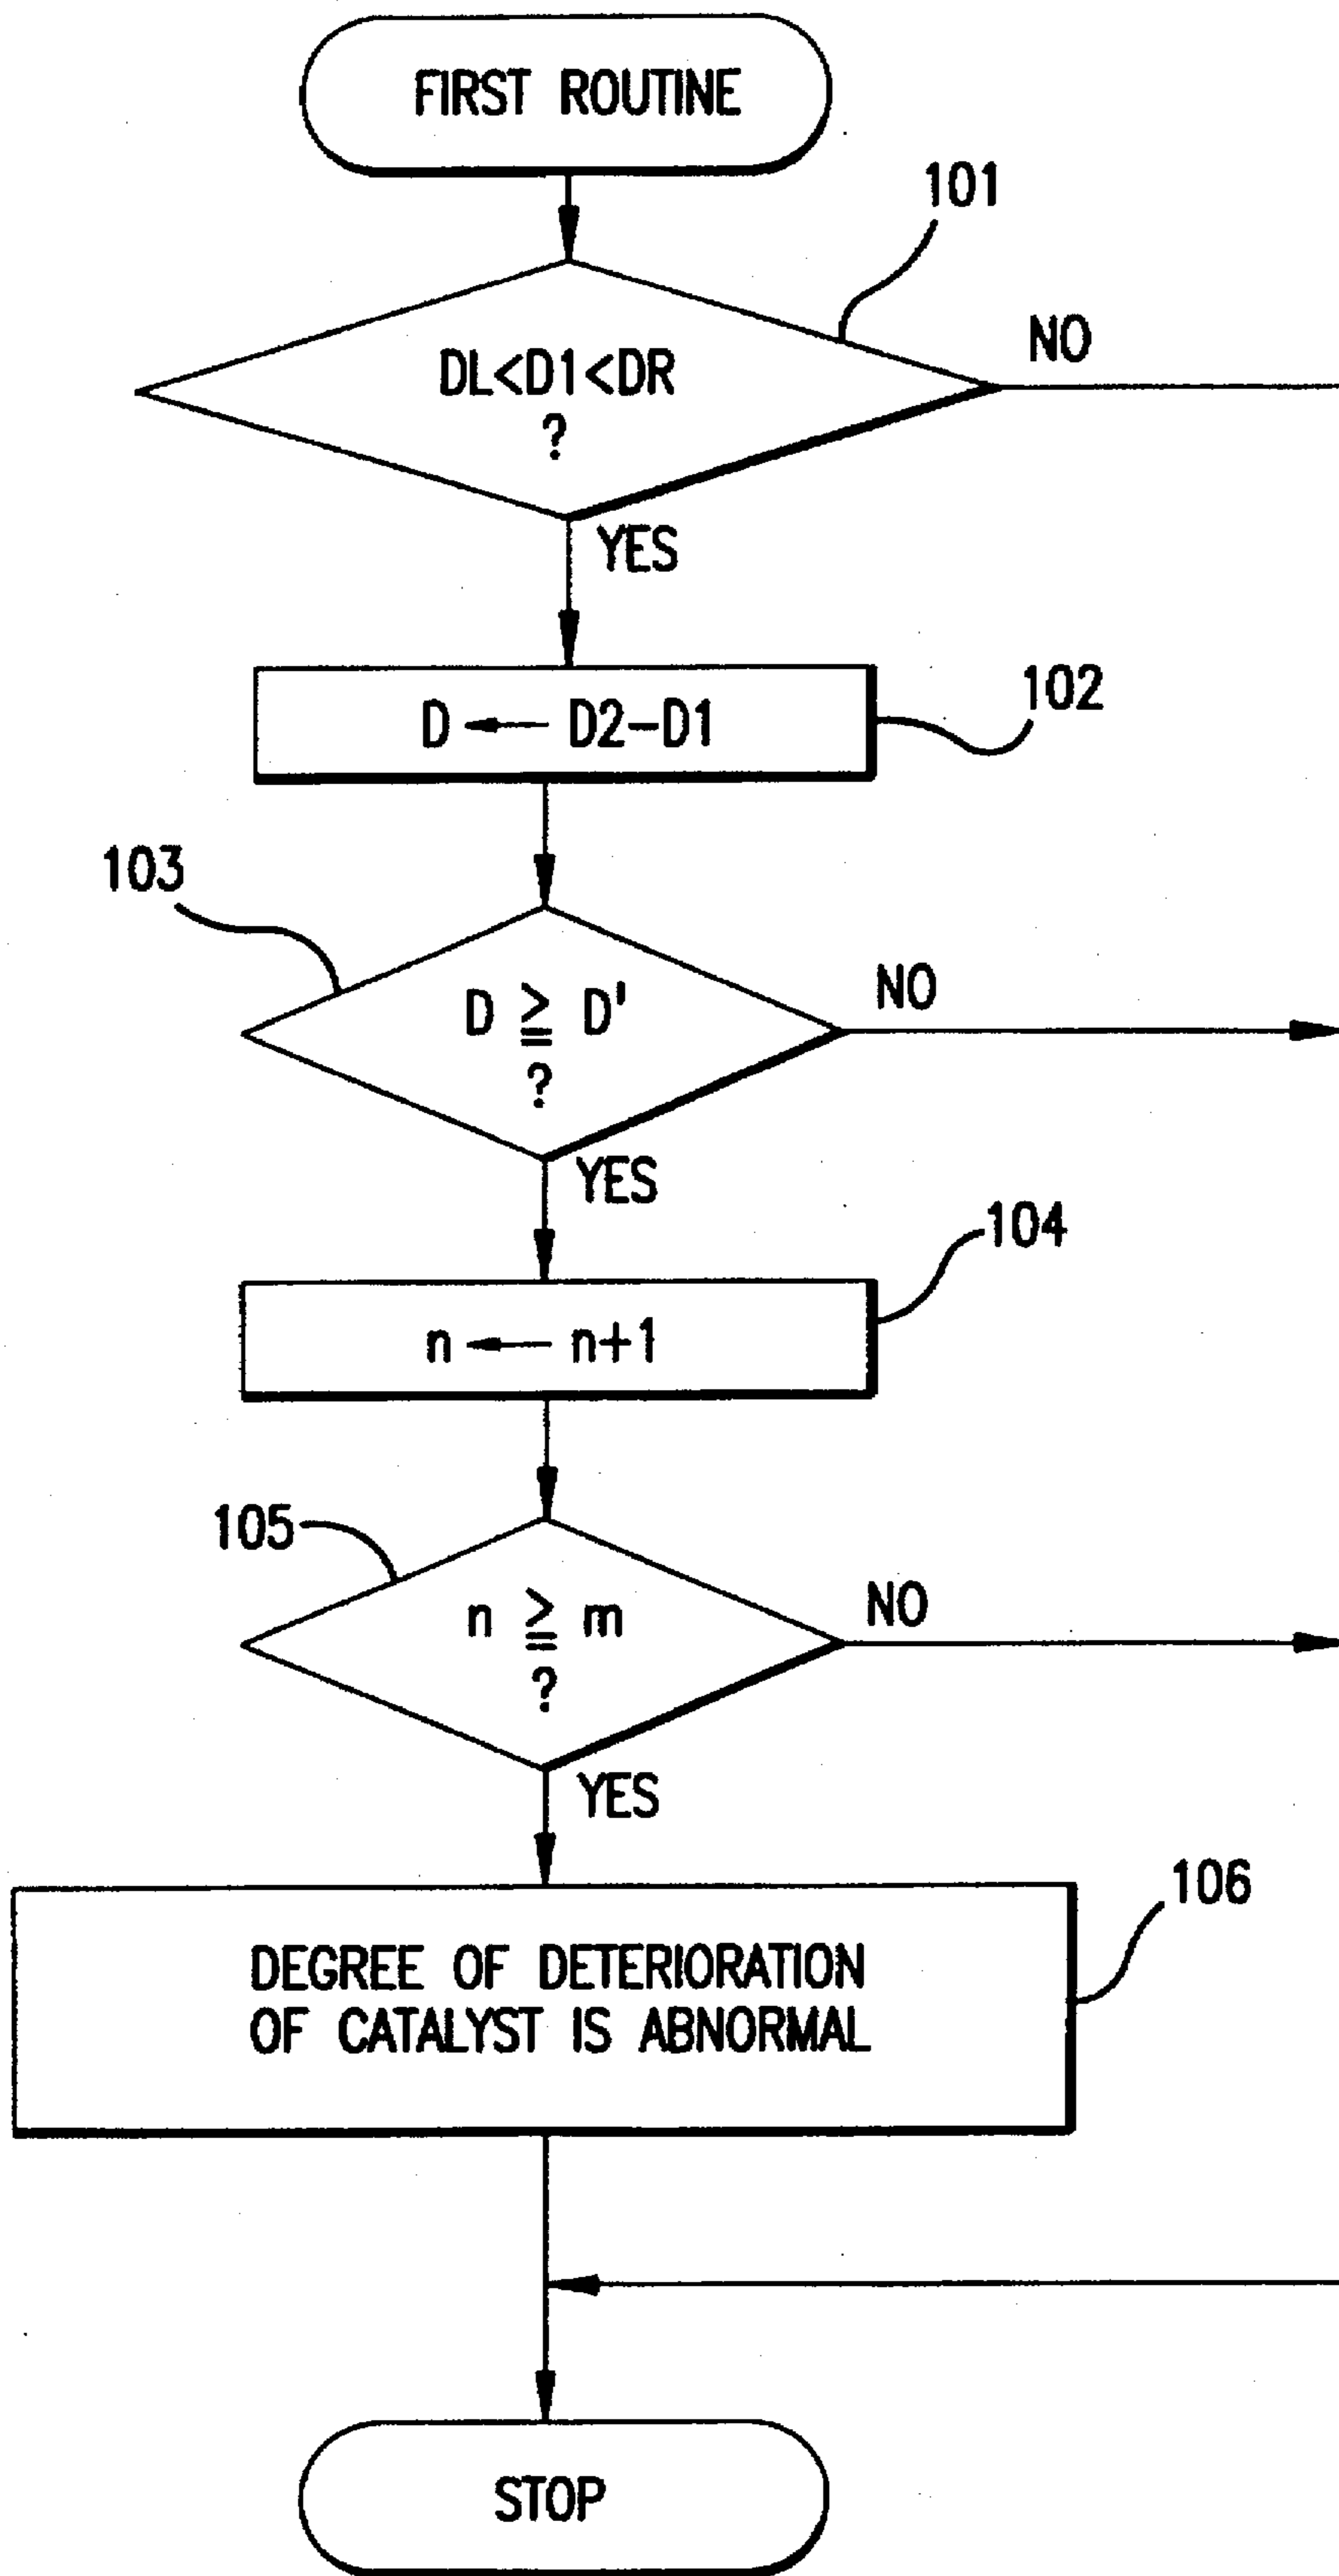 FIRST ROUTINE
101
DL<D1<DR
?
NO
YES
D ← D2-D1
102
103
D ≧ D'
?
NO
YES
104
n ← n+1
105
n ≧ m
?
NO
YES
106
DEGREE OF DETERIORATION
OF CATALYST IS ABNORMAL
STOP